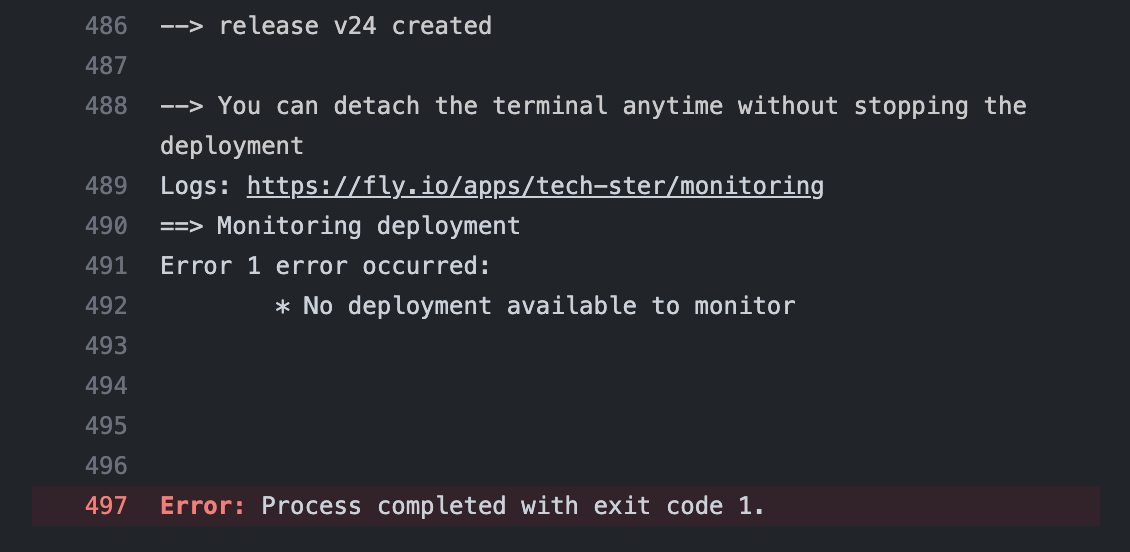 486 --> release v24 created
487
488 --> You can detach the terminal anytime without stopping the
deployment
489 Logs: https://fly.io/apps/tech-ster/monitoring
490 ==> Monitoring deployment
491 Error 1 error occurred:
492 * No deployment available to monitor
493
494
495
496
497 Error: Process completed with exit code 1.